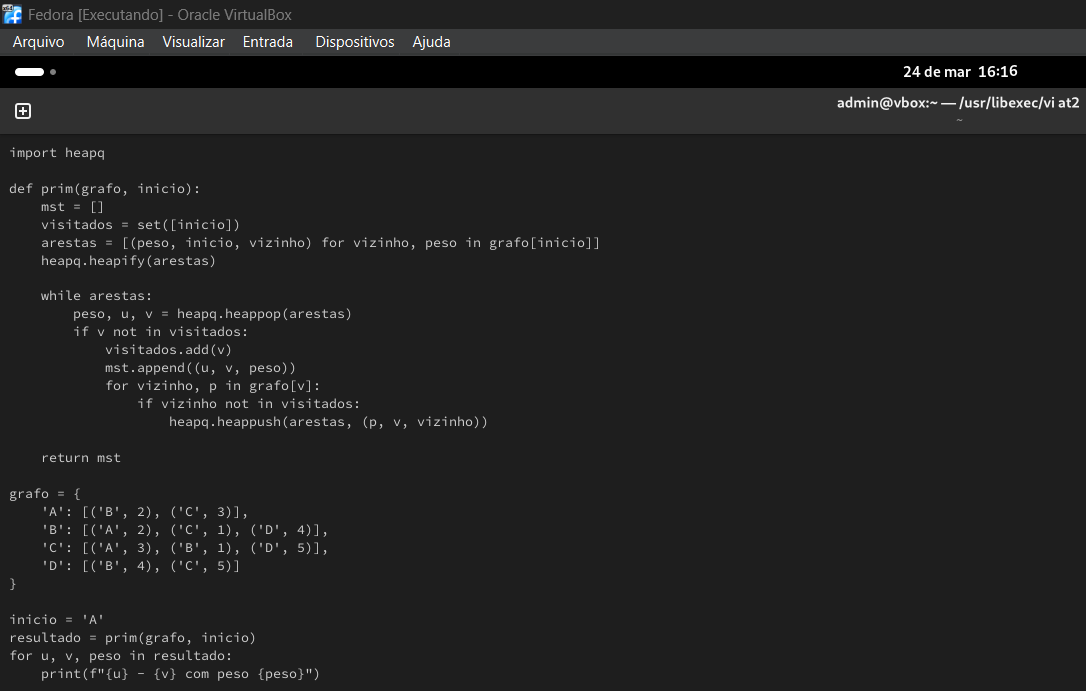 x64
Fedora [Executando] - Oracle VirtualBox
Arquivo Máquina Visualizar Entrada Dispositivos Ajuda
24 de mar 16:16
admin@vbox:~ — /usr/libexec/vi at2
~
import heapq

def prim(grafo, inicio):
    mst = []
    visitados = set([inicio])
    arestas = [(peso, inicio, vizinho) for vizinho, peso in grafo[inicio]]
    heapq.heapify(arestas)

    while arestas:
        peso, u, v = heapq.heappop(arestas)
        if v not in visitados:
            visitados.add(v)
            mst.append((u, v, peso))
            for vizinho, p in grafo[v]:
                if vizinho not in visitados:
                    heapq.heappush(arestas, (p, v, vizinho))

    return mst

grafo = {
    'A': [('B', 2), ('C', 3)],
    'B': [('A', 2), ('C', 1), ('D', 4)],
    'C': [('A', 3), ('B', 1), ('D', 5)],
    'D': [('B', 4), ('C', 5)]
}

inicio = 'A'
resultado = prim(grafo, inicio)
for u, v, peso in resultado:
    print(f"{u} - {v} com peso {peso}")